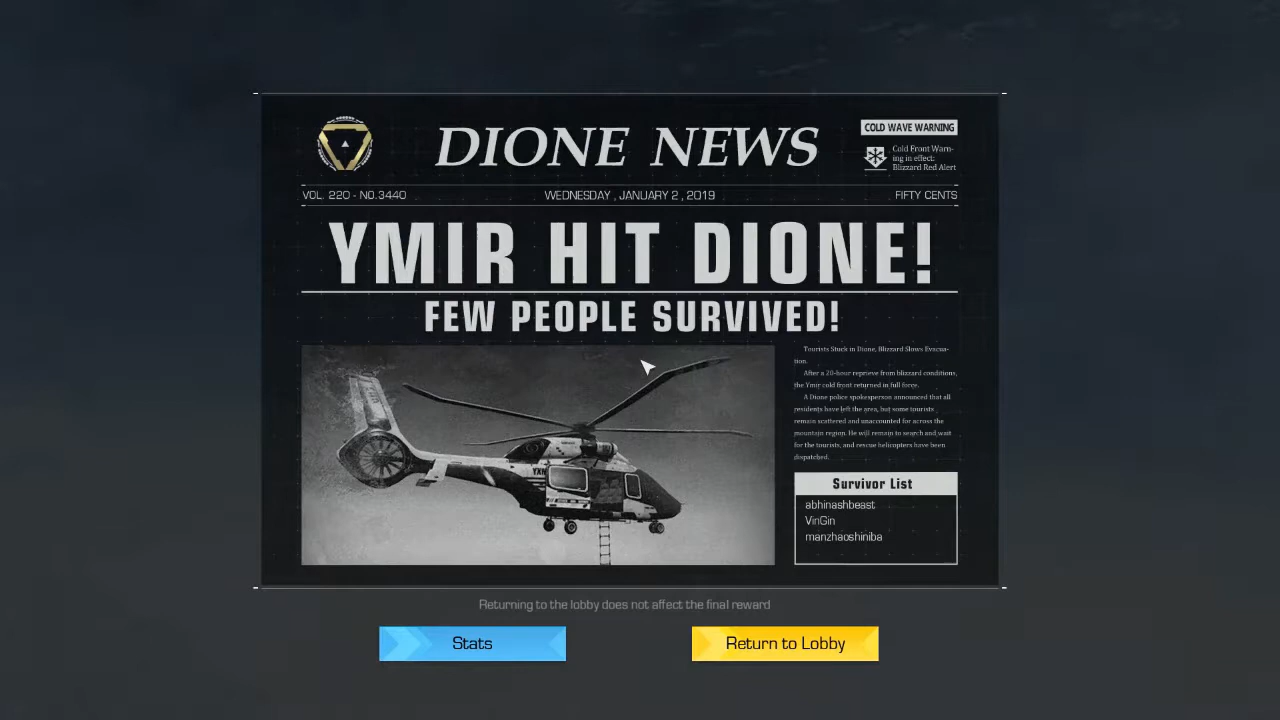 DIONE NEWS
COLD WAVE WARNING
Cold Front Warn-
ing in effect:
Blizzard Red Alert
VOL. 220 - NO.3440
WEDNESDAY , JANUARY 2 , 2019
FIFTY CENTS
YMIR HIT DIONE!
FEW PEOPLE SURVIVED!
YXN
Tourists Stuck in Dione, Blizzard Slows Evacua-
tion.
After a 20-hour reprieve from blizzard conditions,
the Ymir cold front returned in full force.
A Dione police spokesperson announced that all
residents have left the area, but some tourists
remain scattered and unaccounted for across the
mountain region. He will remain to search and wait
for the tourists, and rescue helicopters have been
dispatched.
Survivor List
abhinashbeast
VinGin
manzhaoshiniba
Returning to the lobby does not affect the final reward
Stats
Return to Lobby